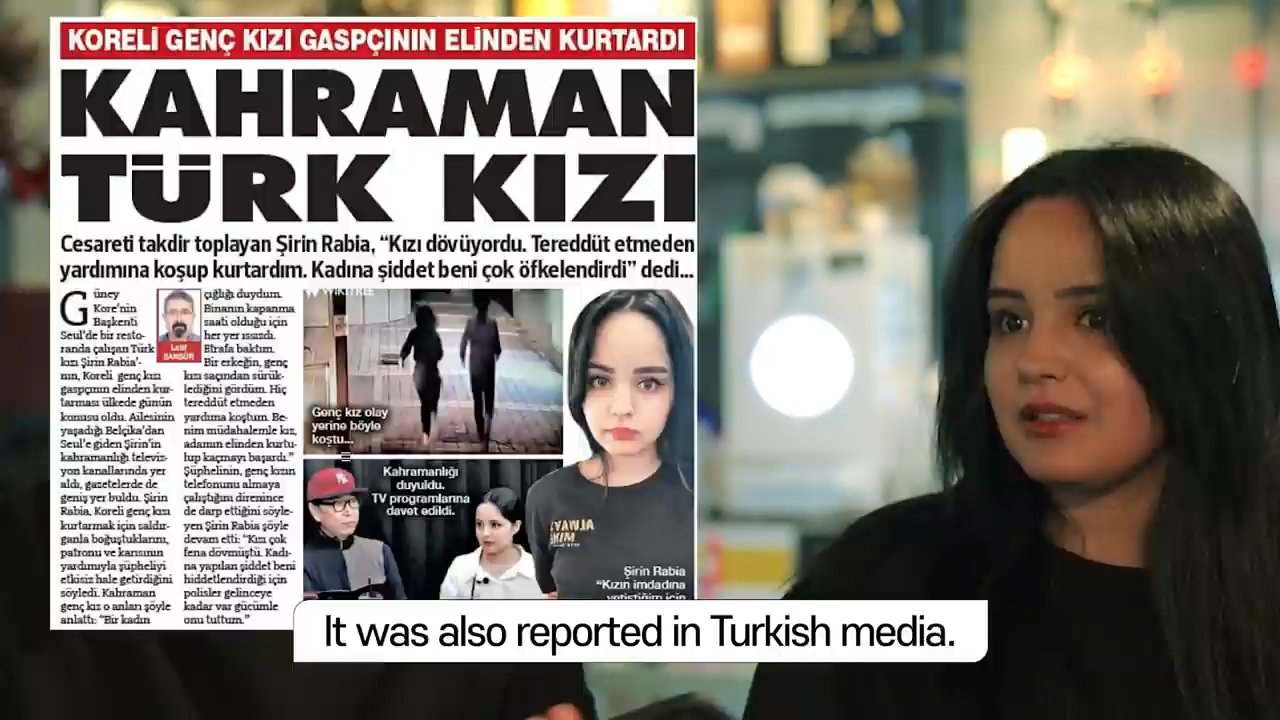 KORELİ GENÇ KIZI GASPÇININ ELİNDEN KURTARDI
KAHRAMAN
TÜRK KIZI
Cesareti takdir toplayan Şirin Rabia, “Kızı dövüyordu. Tereddüt etmeden
yardımına koşup kurtardım. Kadına şiddet beni çok öfkelendirdi” dedi...
Güney
Kore'nin
Başkenti
Seul'de bir resto-
randa çalışan Türk
kızı Şirin Rabia'-
nın, Koreli genç kızı
gaspçının elinden kur-
tarması ülkede günün
konusu oldu. Ailesinin
yaşadığı Belçika'dan
Seul'e giden Şirin'in
kahramanlığı televiz-
yon kanallarında yer
aldı, gazetelerde de
geniş yer buldu. Şirin
Rabia, Koreli genç kızı
kurtarmak için saldır-
ganla boğuştuklarını,
patronu ve karısının
yardımıyla şüpheliyi
etkisiz hale getirdiğini
söyledi. Kahraman
genç kız o anları şöyle
anlattı: “Bir kadın
Latif
SANSÜR
çığlığı duydum.
Binanın kapanma
saati olduğu için
her yer ıssızdı.
Etrafa baktım.
Bir erkeğin, genç
kızı saçından sürük-
lediğini gördüm. Hiç
tereddüt etmeden
yardıma koştum. Be-
nim müdahalemle kız,
adamın elinden kurtu-
lup kaçmayı başardı.”
Şüphelinin, genç kızın
telefonunu almaya
çalıştığını direnince
de darp ettiğini söyle-
yen Şirin Rabia şöyle
devam etti: “Kızı çok
fena dövmüştü. Kadı-
na yapılan şiddet beni
hiddetlendirdiği için
polisler gelinceye
kadar var gücümle
onu tuttum.”
WIKITREE
Genç kız olay
yerine böyle
koştu...
Kahramanlığı
duyuldu.
TV programlarına
davet edildi.
Şirin Rabia
“Kızın imdadına
yetiştiğim için
It was also reported in Turkish media.